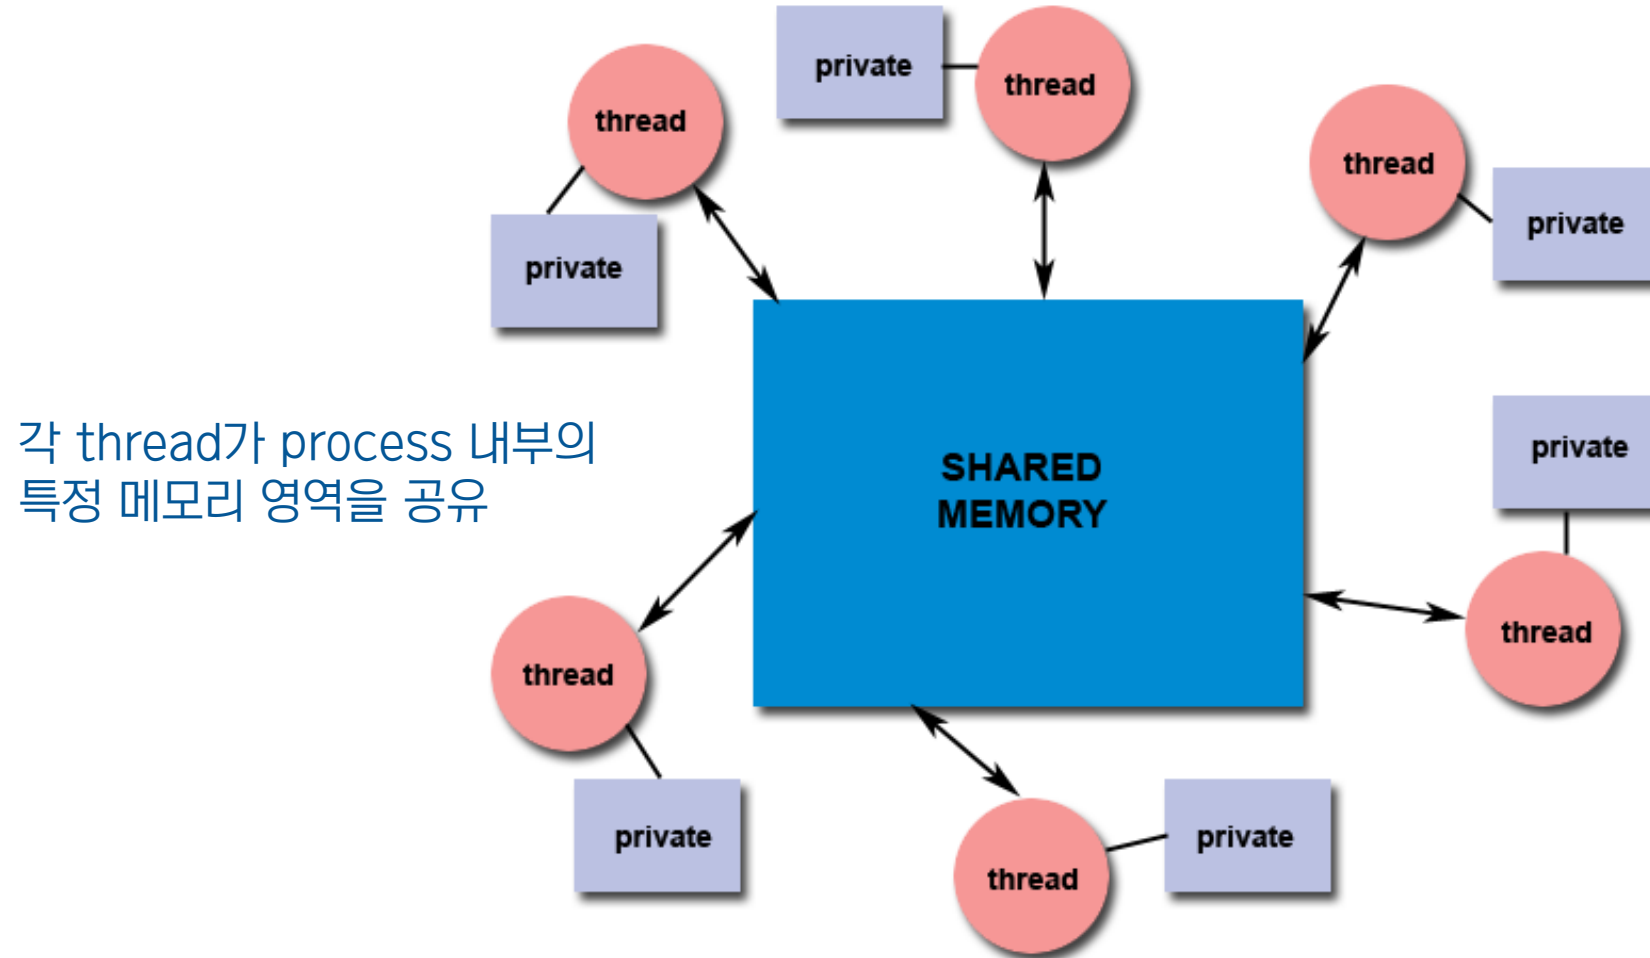 private
thread
thread
thread
private
private
각 thread가 process 내부의
특정 메모리 영역을 공유
SHARED
MEMORY
private
thread
thread
private
private
thread